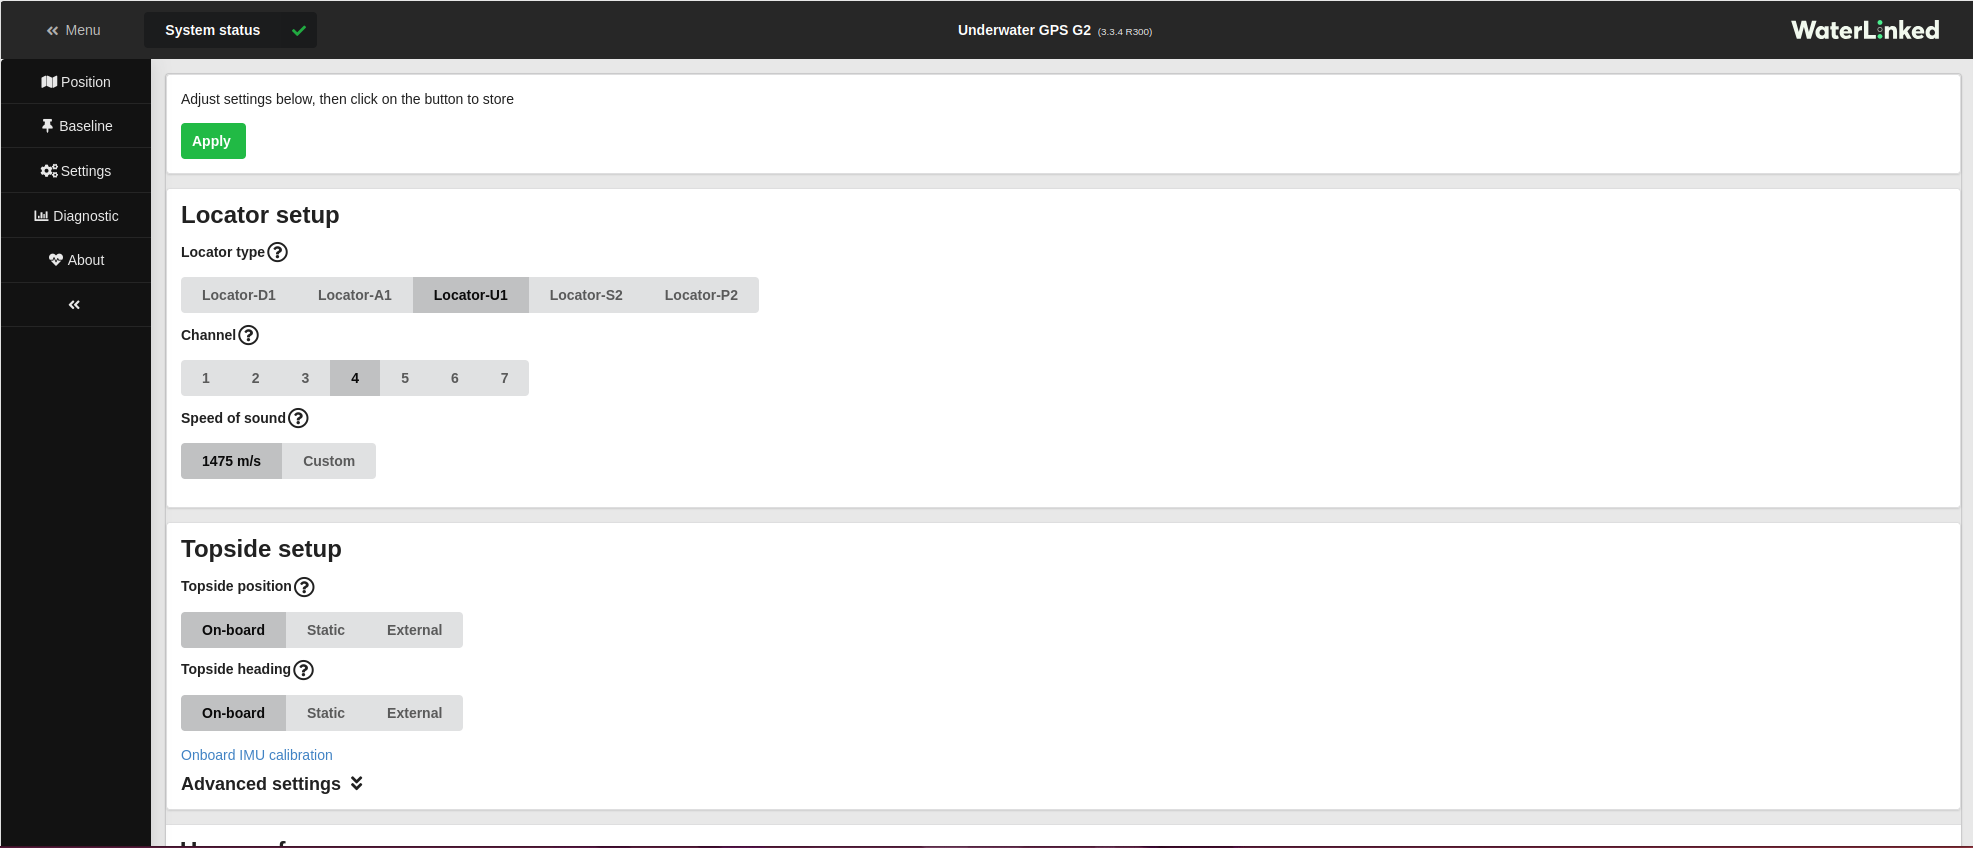 Menu
System status
Underwater GPS G2 (3.3.4 R300)
WaterLinked
Position
Baseline
Settings
Diagnostic
About
Adjust settings below, then click on the button to store
Apply
Locator setup
Locator type
Locator-D1 Locator-A1 Locator-U1 Locator-S2 Locator-P2
Channel
1 2 3 4 5 6 7
Speed of sound
1475 m/s Custom
Topside setup
Topside position
On-board Static External
Topside heading
On-board Static External
Onboard IMU calibration
Advanced settings